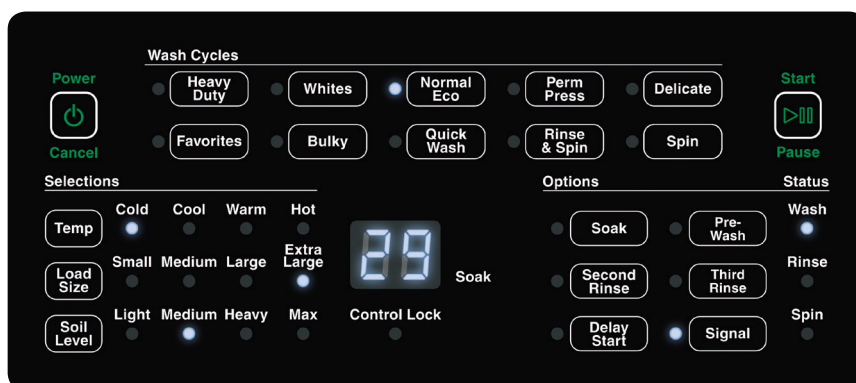 Wash Cycles
Power
Cancel
Heavy
Duty
Whites
Normal
Eco
Perm
Press
Delicate
Favorites
Bulky
Quick
Wash
Rinse
& Spin
Spin
Start
Pause
Selections
Temp
Cold Cool Warm Hot
Load
Size
Small Medium Large Extra
Large
Soil
Level
Light Medium Heavy Max
29
Soak
Control Lock
Options
Soak
Pre-
Wash
Second
Rinse
Third
Rinse
Delay
Start
Signal
Status
Wash
Rinse
Spin